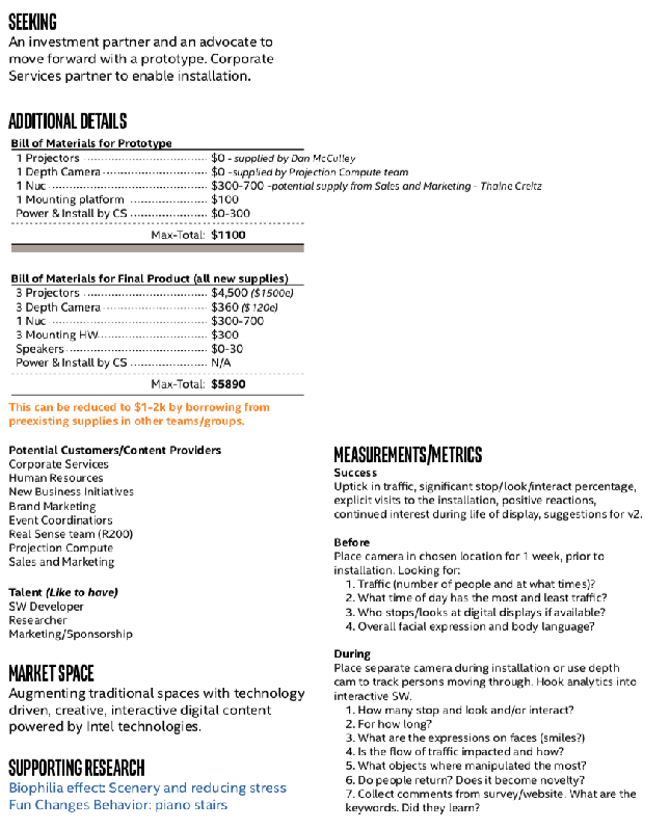 SEEKING
An investment partner and an advocate to
move forward with a prototype. Corporate
Services partner to enable installation.
ADDITIONAL DETAILS
Bill of Materials for Prototype
1 Projectors ........ $0 - supplied by Dan McCulley
1 Depth Camera ........ $0 -supplied by Projection Compute team
1 Nuc ........ $300-700 -potential supply from Sales and Marketing - Thaine Creitz
1 Mounting platform ........ $100
Power & Install by CS ........ $0-300
Max-Total: $1100
Bill of Materials for Final Product (all new supplies)
3 Projectors ........ $4,500 ($1500e)
3 Depth Camera ........ $360 ($120e)
1 Nuc ........ $300-700
3 Mounting HW ........ $300
Speakers ........ $0-30
Power & Install by CS ........ N/A
Max-Total: $5890
This can be reduced to $1-2k by borrowing from
preexisting supplies in other teams/groups.
Potential Customers/Content Providers
Corporate Services
Human Resources
New Business Initiatives
Brand Marketing
Event Coordinatiors
Real Sense team (R200)
Projection Compute
Sales and Marketing
Talent (Like to have)
SW Developer
Researcher
Marketing/Sponsorship
MARKET SPACE
Augmenting traditional spaces with technology
driven, creative, interactive digital content
powered by Intel technologies.
SUPPORTING RESEARCH
Biophilia effect: Scenery and reducing stress
Fun Changes Behavior: piano stairs
MEASUREMENTS/METRICS
Success
Uptick in traffic, significant stop/look/interact percentage,
explicit visits to the installation, positive reactions,
continued interest during life of display, suggestions for v2.
Before
Place camera in chosen location for 1 week, prior to
installation. Looking for:
1. Traffic (number of people and at what times)?
2. What time of day has the most and least traffic?
3. Who stops/looks at digital displays if available?
4. Overall facial expression and body language?
During
Place separate camera during installation or use depth
cam to track persons moving through. Hook analytics into
interactive SW.
1. How many stop and look and/or interact?
2. For how long?
3. What are the expressions on faces (smiles?)
4. Is the flow of traffic impacted and how?
5. What objects where manipulated the most?
6. Do people return? Does it become novelty?
7. Collect comments from survey/website. What are the
keywords. Did they learn?